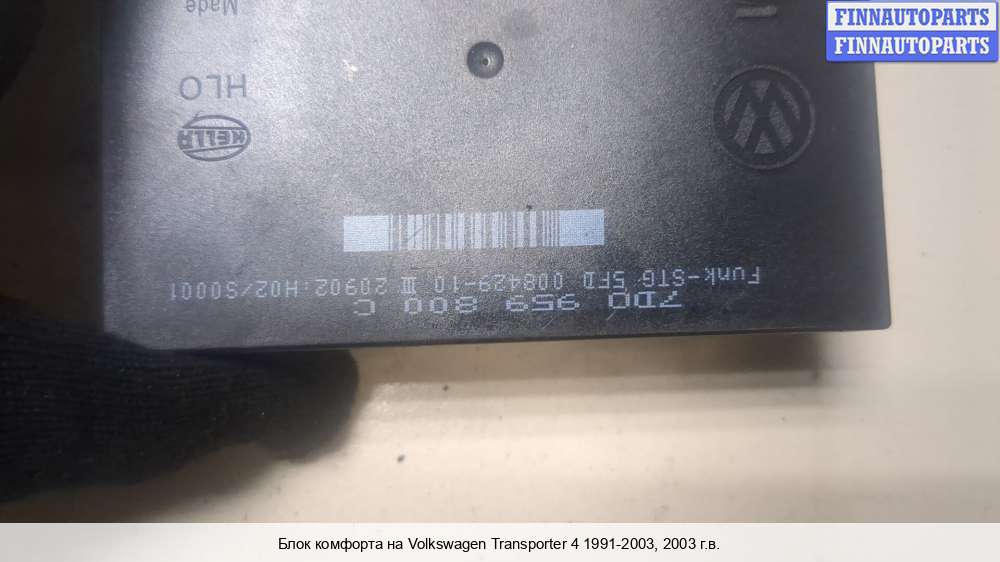 FINNAUTOPARTS
FINNAUTOPARTS
7D0 959 800 C
Funk-STG 5FD 008429-10 III 20902:H02/S0001
HELLA
HLO
Made
Блок комфорта на Volkswagen Transporter 4 1991-2003, 2003 г.в.